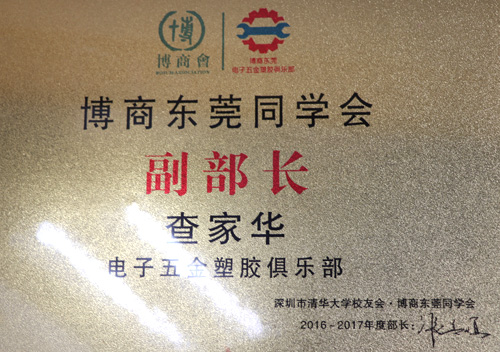 博商會
博商东莞
电子五金塑胶俱乐部
博商东莞同学会
副部长
查家华
电子五金塑胶俱乐部
深圳市清华大学校友会·博商东莞同学会
2016-2017年度部长: